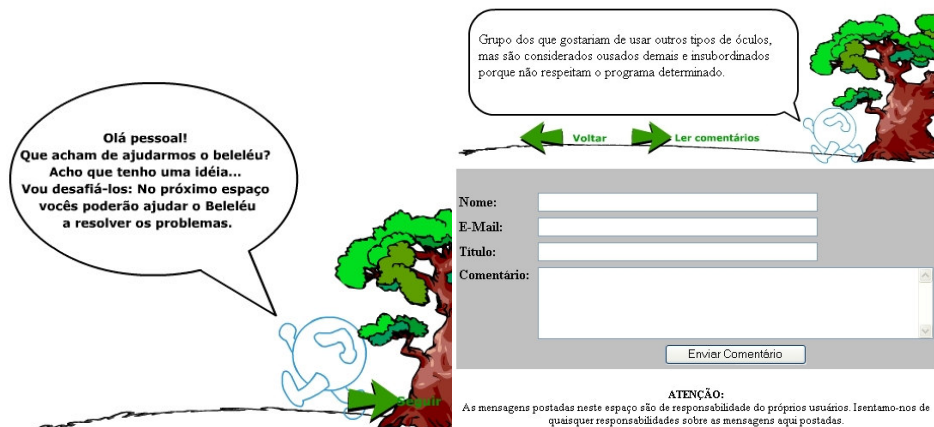 Olá pessoal!
Que acham de ajudarmos o beleléu?
Acho que tenho uma idéia...
Vou desafiá-los: No próximo espaço
vocês poderão ajudar o Beleléu
a resolver os problemas.
Seguir
Grupo dos que gostariam de usar outros tipos de óculos,
mas são considerados ousados demais e insubordinados
porque não respeitam o programa determinado.
Voltar
Ler comentários
Nome:
E-Mail:
Título:
Comentário:
Enviar Comentário
ATENÇÃO:
As mensagens postadas neste espaço são de responsabilidade do próprios usuários. Isentamo-nos de
quaisquer responsabilidades sobre as mensagens aqui postadas.